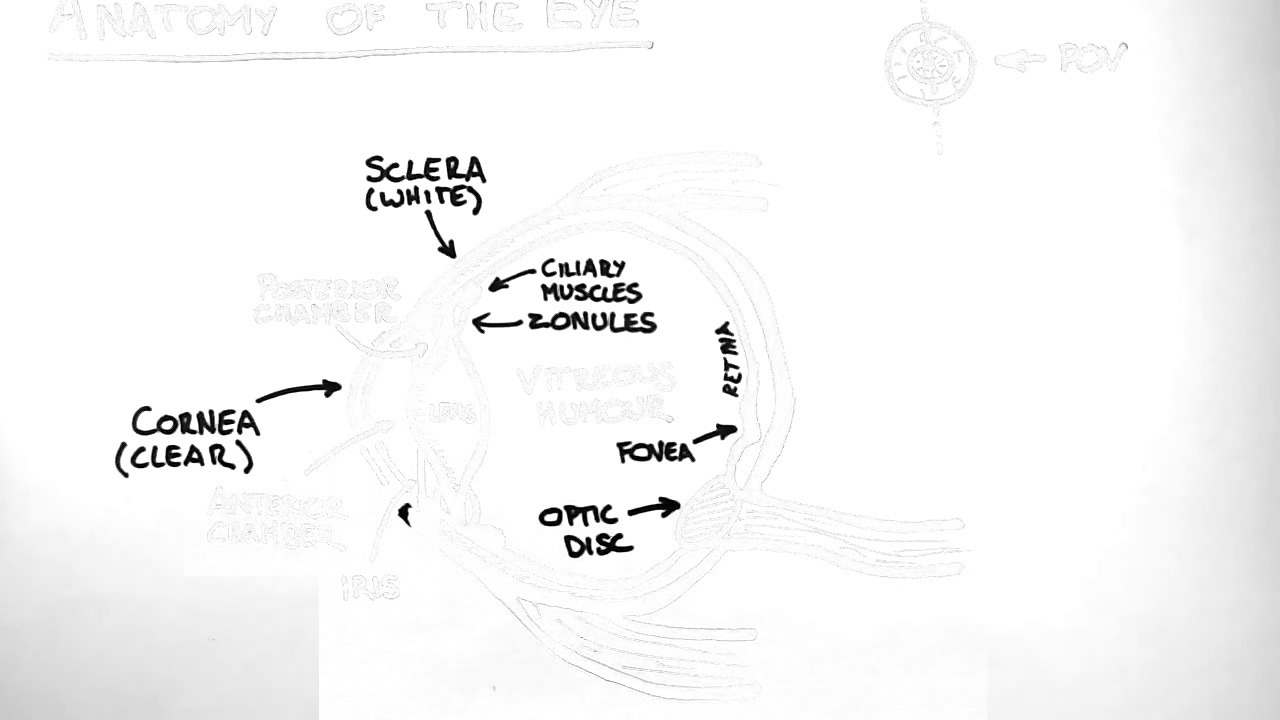 ANATOMY OF THE EYE
POV
SCLERA
(WHITE)
CILIARY
MUSCLES
ZONULES
POSTERIOR
CHAMBER
RETINA
VITREOUS
HUMOUR
LENS
CORNEA
(CLEAR)
FOVEA
ANTERIOR
CHAMBER
OPTIC
DISC
IRIS